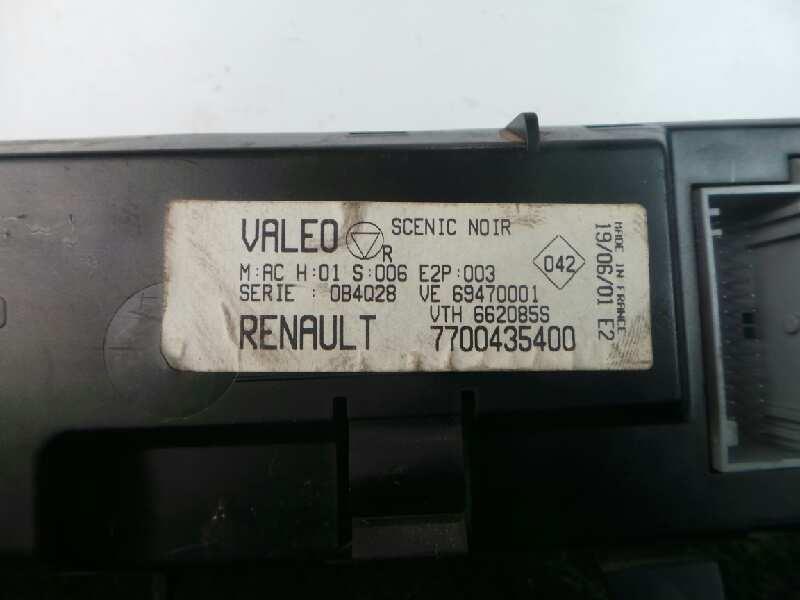 VALEO R SCENIC NOIR
M:AC H:01 S:006 E2P:003
042
SERIE : 0B4Q28 VE 69470001
VTH 662085S
RENAULT 7700435400
MADE IN FRANCE
19/06/01 E2